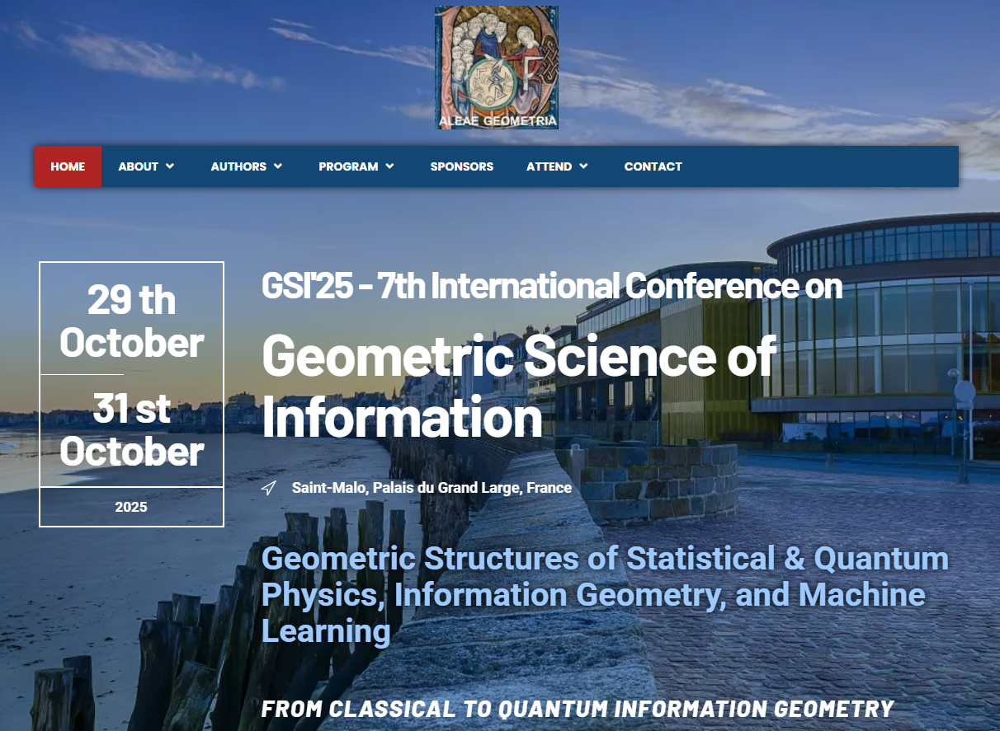 ALEAE GEOMETRIA
HOME ABOUT AUTHORS PROGRAM SPONSORS ATTEND CONTACT
29 th
October
31 st
October
2025
GSI'25 - 7th International Conference on
Geometric Science of
Information
Saint-Malo, Palais du Grand Large, France
Geometric Structures of Statistical & Quantum
Physics, Information Geometry, and Machine
Learning
FROM CLASSICAL TO QUANTUM INFORMATION GEOMETRY